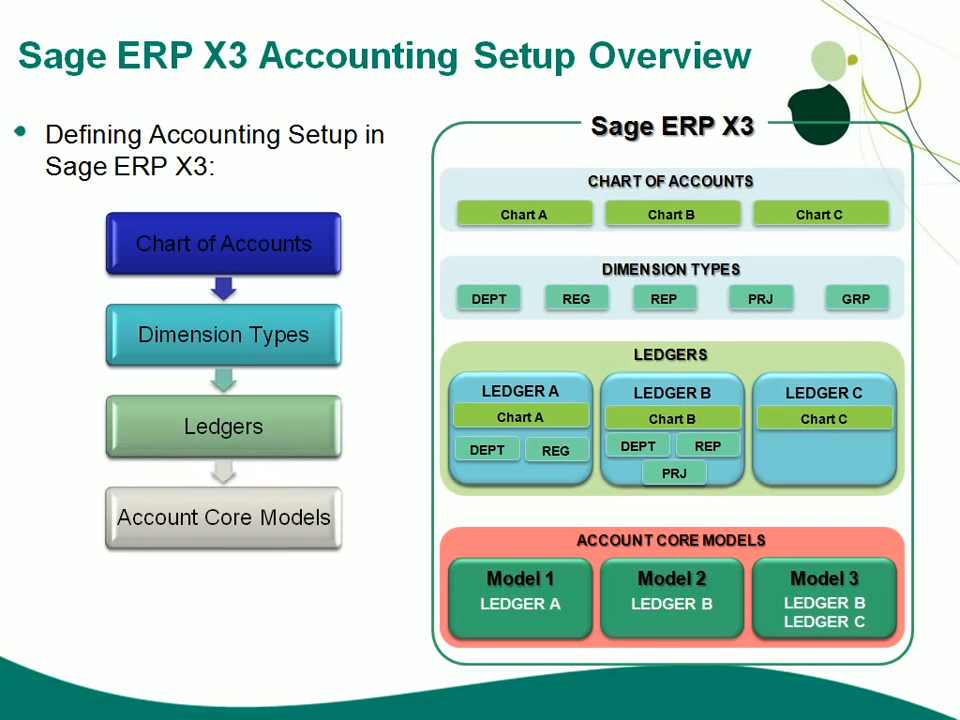 Sage ERP X3 Accounting Setup Overview
Defining Accounting Setup in
Sage ERP X3:
Chart of Accounts
Dimension Types
Ledgers
Account Core Models
Sage ERP X3
CHART OF ACCOUNTS
Chart A
Chart B
Chart C
DIMENSION TYPES
DEPT
REG
REP
PRJ
GRP
LEDGERS
LEDGER A
Chart A
DEPT
REG
LEDGER B
Chart B
DEPT
REP
PRJ
LEDGER C
Chart C
ACCOUNT CORE MODELS
Model 1
LEDGER A
Model 2
LEDGER B
Model 3
LEDGER B
LEDGER C